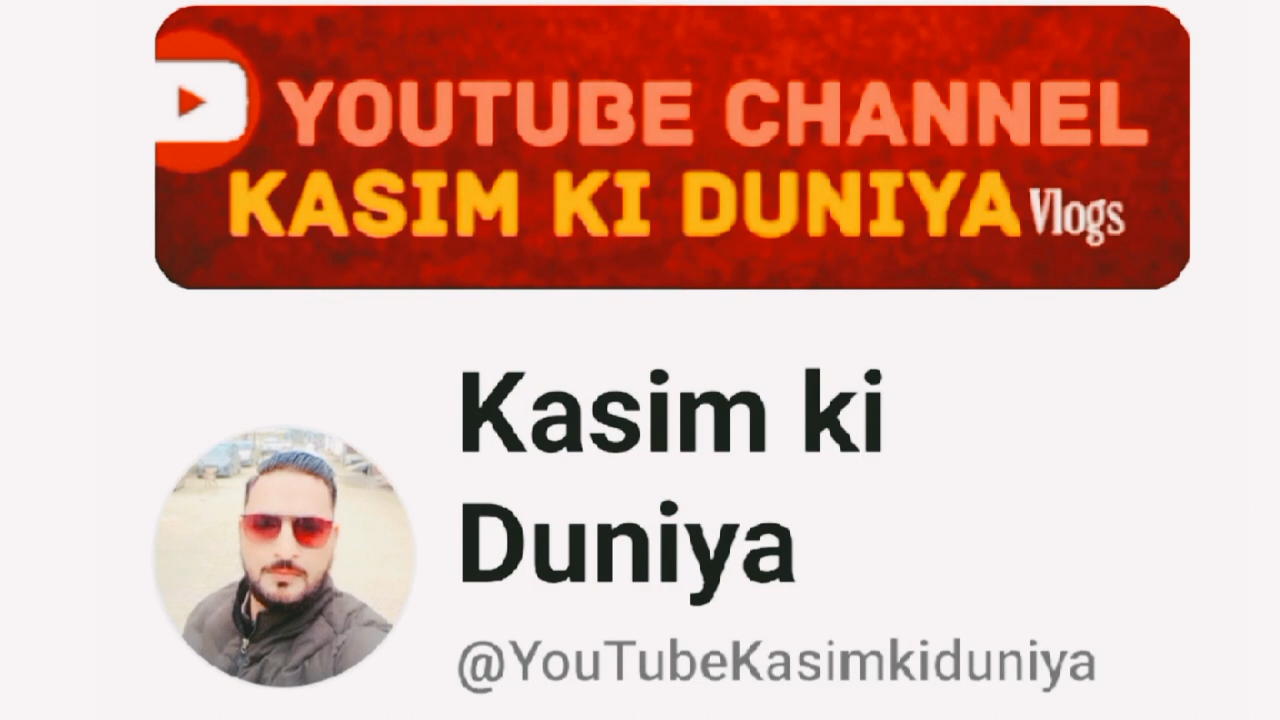 YOUTUBE CHANNEL
KASIM KI DUNIYA Vlogs
Kasim ki
Duniya
@YouTubeKasimkiduniya